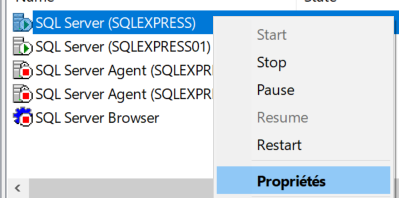 SQL Server (SQLEXPRESS)
SQL Server (SQLEXPRESS01)
SQL Server Agent (SQLEXPR
SQL Server Agent (SQLEXPR
SQL Server Browser
Start
Stop
Pause
Resume
Restart
Propriétés